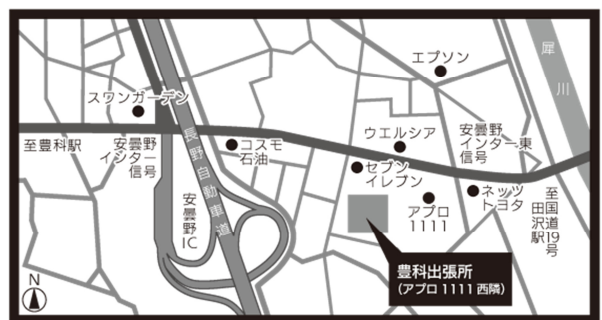 エプソン
犀川
スワンガーデン
ウエルシア
安曇野
インター東
信号
至豊科駅
安曇野
インター
信号
コスモ
石油
長野自動車道
セブン
イレブン
ネッツ
トヨタ
アプロ
1111
至国道19号
田沢駅
安曇野IC
豊科出張所
(アプロ1111西隣)
N